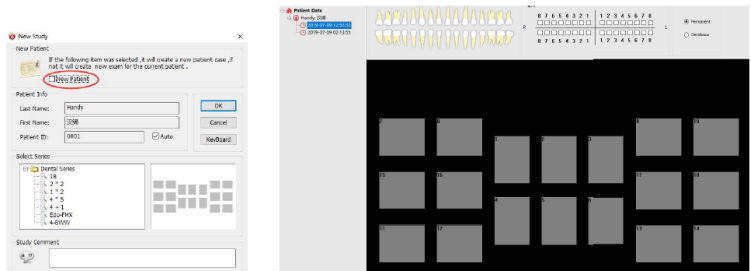 New Study
New Patient
If the following item was selected ,it will create a new patient case ,if
not it will create new exam for the current patient .
New Patient
Patient Info
Last Name: Handy
First Name:
Patient ID: 0001
Auto
OK
Cancel
KeyBoard
Select Series
Dental Series
18
2 * 2
1 * 2
4 * 5
4 + 1
Edo-FMX
4-BWW
Study Comment
Patient Data
Handy,
2019-07-09
2019-07-09 02:13:51
8 7 6 5 4 3 2 1 1 2 3 4 5 6 7 8
R L
8 7 6 5 4 3 2 1 1 2 3 4 5 6 7 8
Permanent
Deciduous
7 8 9 10
1 2 3
15 16 17 18
4 5 6
11 12 13 14